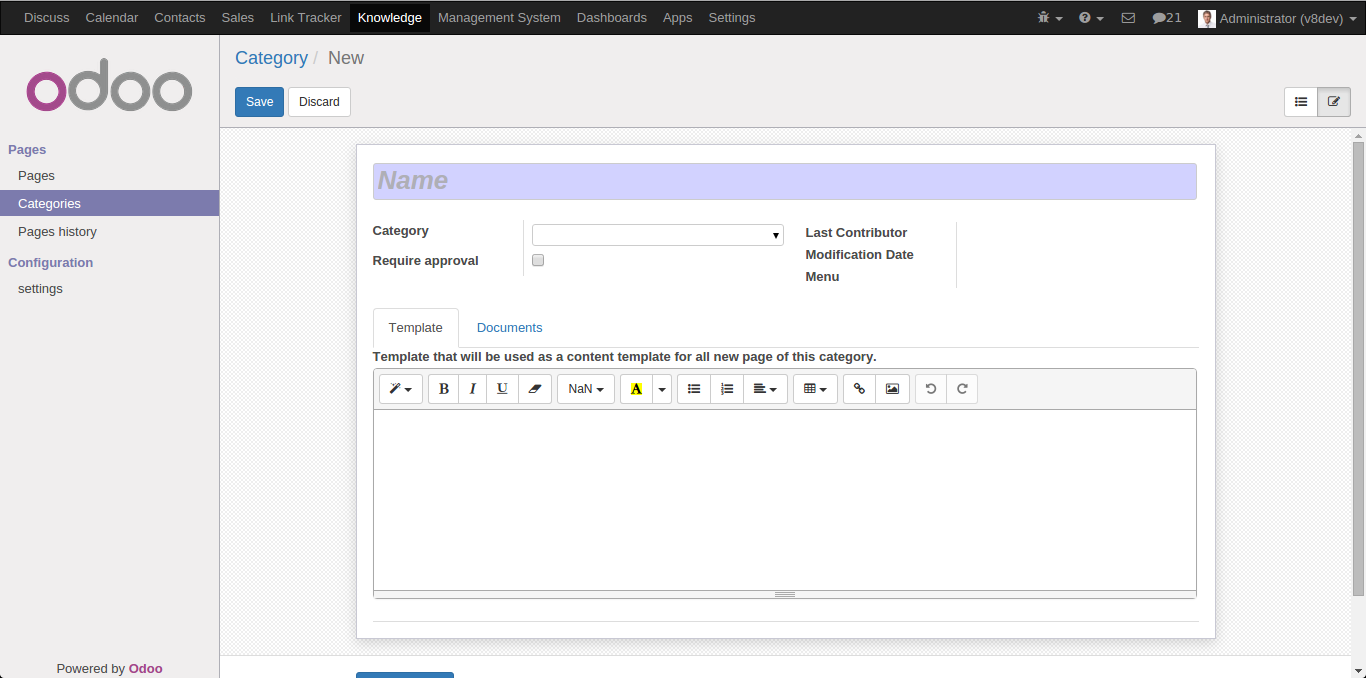 Discuss Calendar Contacts Sales Link Tracker Knowledge Management System Dashboards Apps Settings 21 Administrator (v8dev)
odoo
Category / New
Save Discard
Pages
Pages
Categories
Pages history
Configuration
settings
Powered by Odoo
Name
Category
Require approval
Last Contributor
Modification Date
Menu
Template Documents
Template that will be used as a content template for all new page of this category.
B I U NaN A